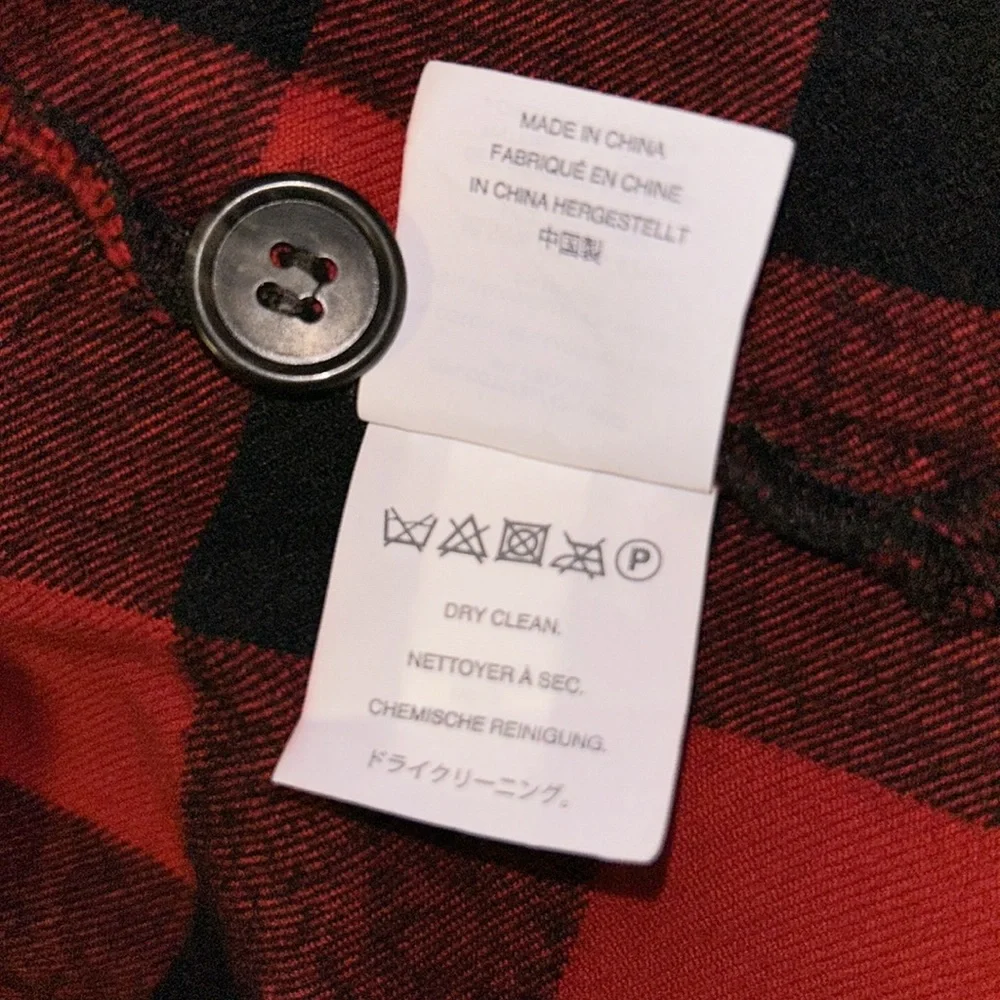 MADE IN CHINA
FABRIQUÉ EN CHINE
IN CHINA HERGESTELLT
中国製
P
DRY CLEAN.
NETTOYER À SEC.
CHEMISCHE REINIGUNG.
ドライクリーニング。